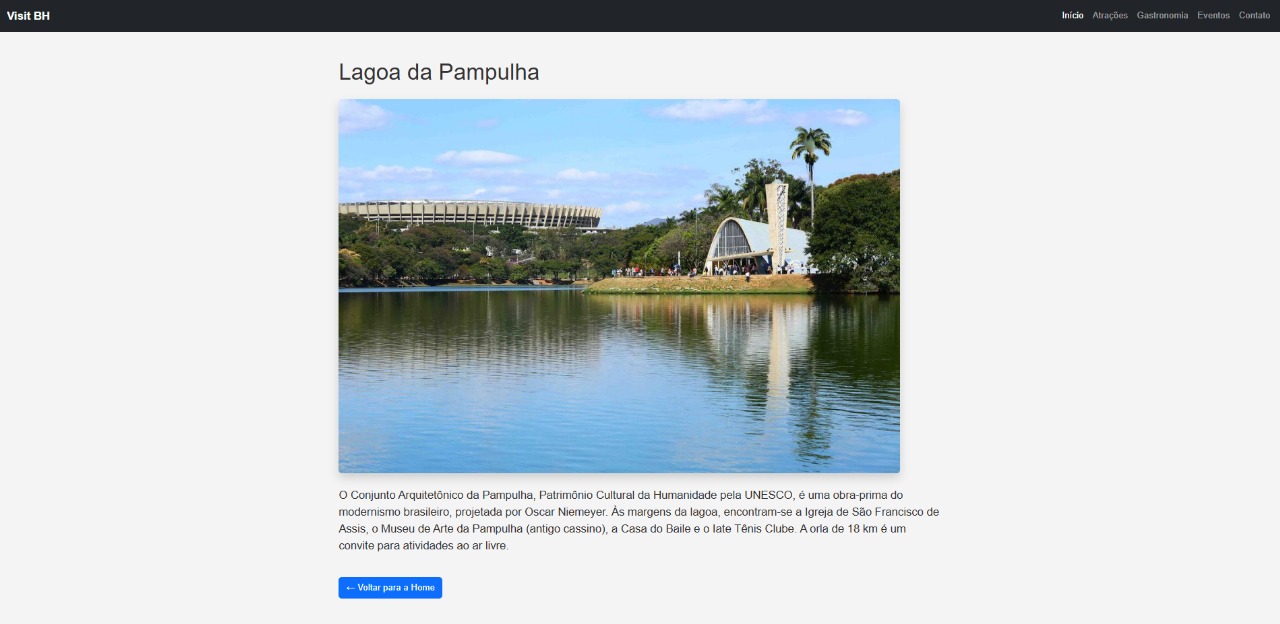 Visit BH
Início Atrações Gastronomia Eventos Contato
Lagoa da Pampulha
O Conjunto Arquitetônico da Pampulha, Patrimônio Cultural da Humanidade pela UNESCO, é uma obra-prima do
modernismo brasileiro, projetada por Oscar Niemeyer. Às margens da lagoa, encontram-se a Igreja de São Francisco de
Assis, o Museu de Arte da Pampulha (antigo cassino), a Casa do Baile e o Iate Tênis Clube. A orla de 18 km é um
convite para atividades ao ar livre.
← Voltar para a Home